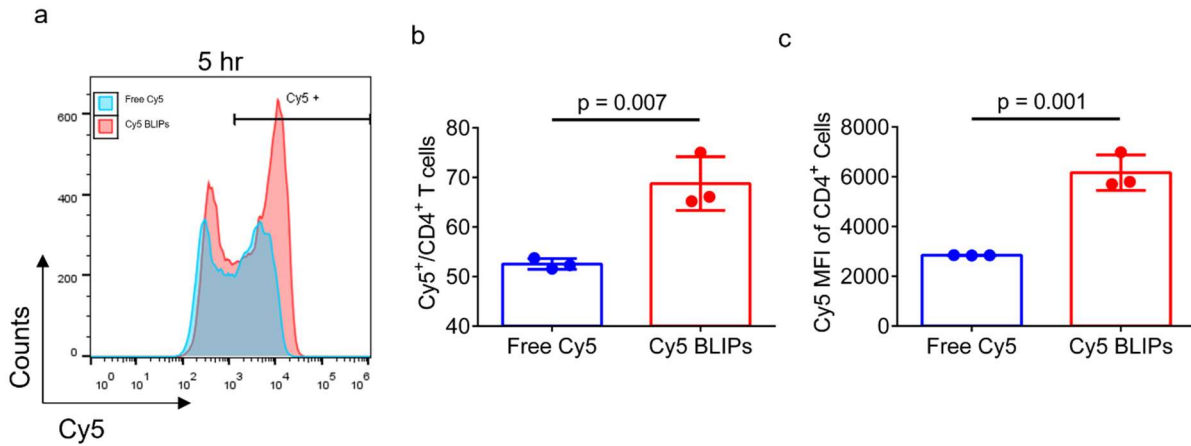 a
5 hr
Free Cy5
Cy5 BLIPs
Cy5 +
600
400
200
0
10⁰ 10¹ 10² 10³ 10⁴ 10⁵ 10⁶
Counts
Cy5
b
p = 0.007
Cy5⁺/CD4⁺ T cells
80
70
60
50
40
Free Cy5 Cy5 BLIPs
c
p = 0.001
Cy5 MFI of CD4⁺ Cells
8000
6000
4000
2000
0
Free Cy5 Cy5 BLIPs